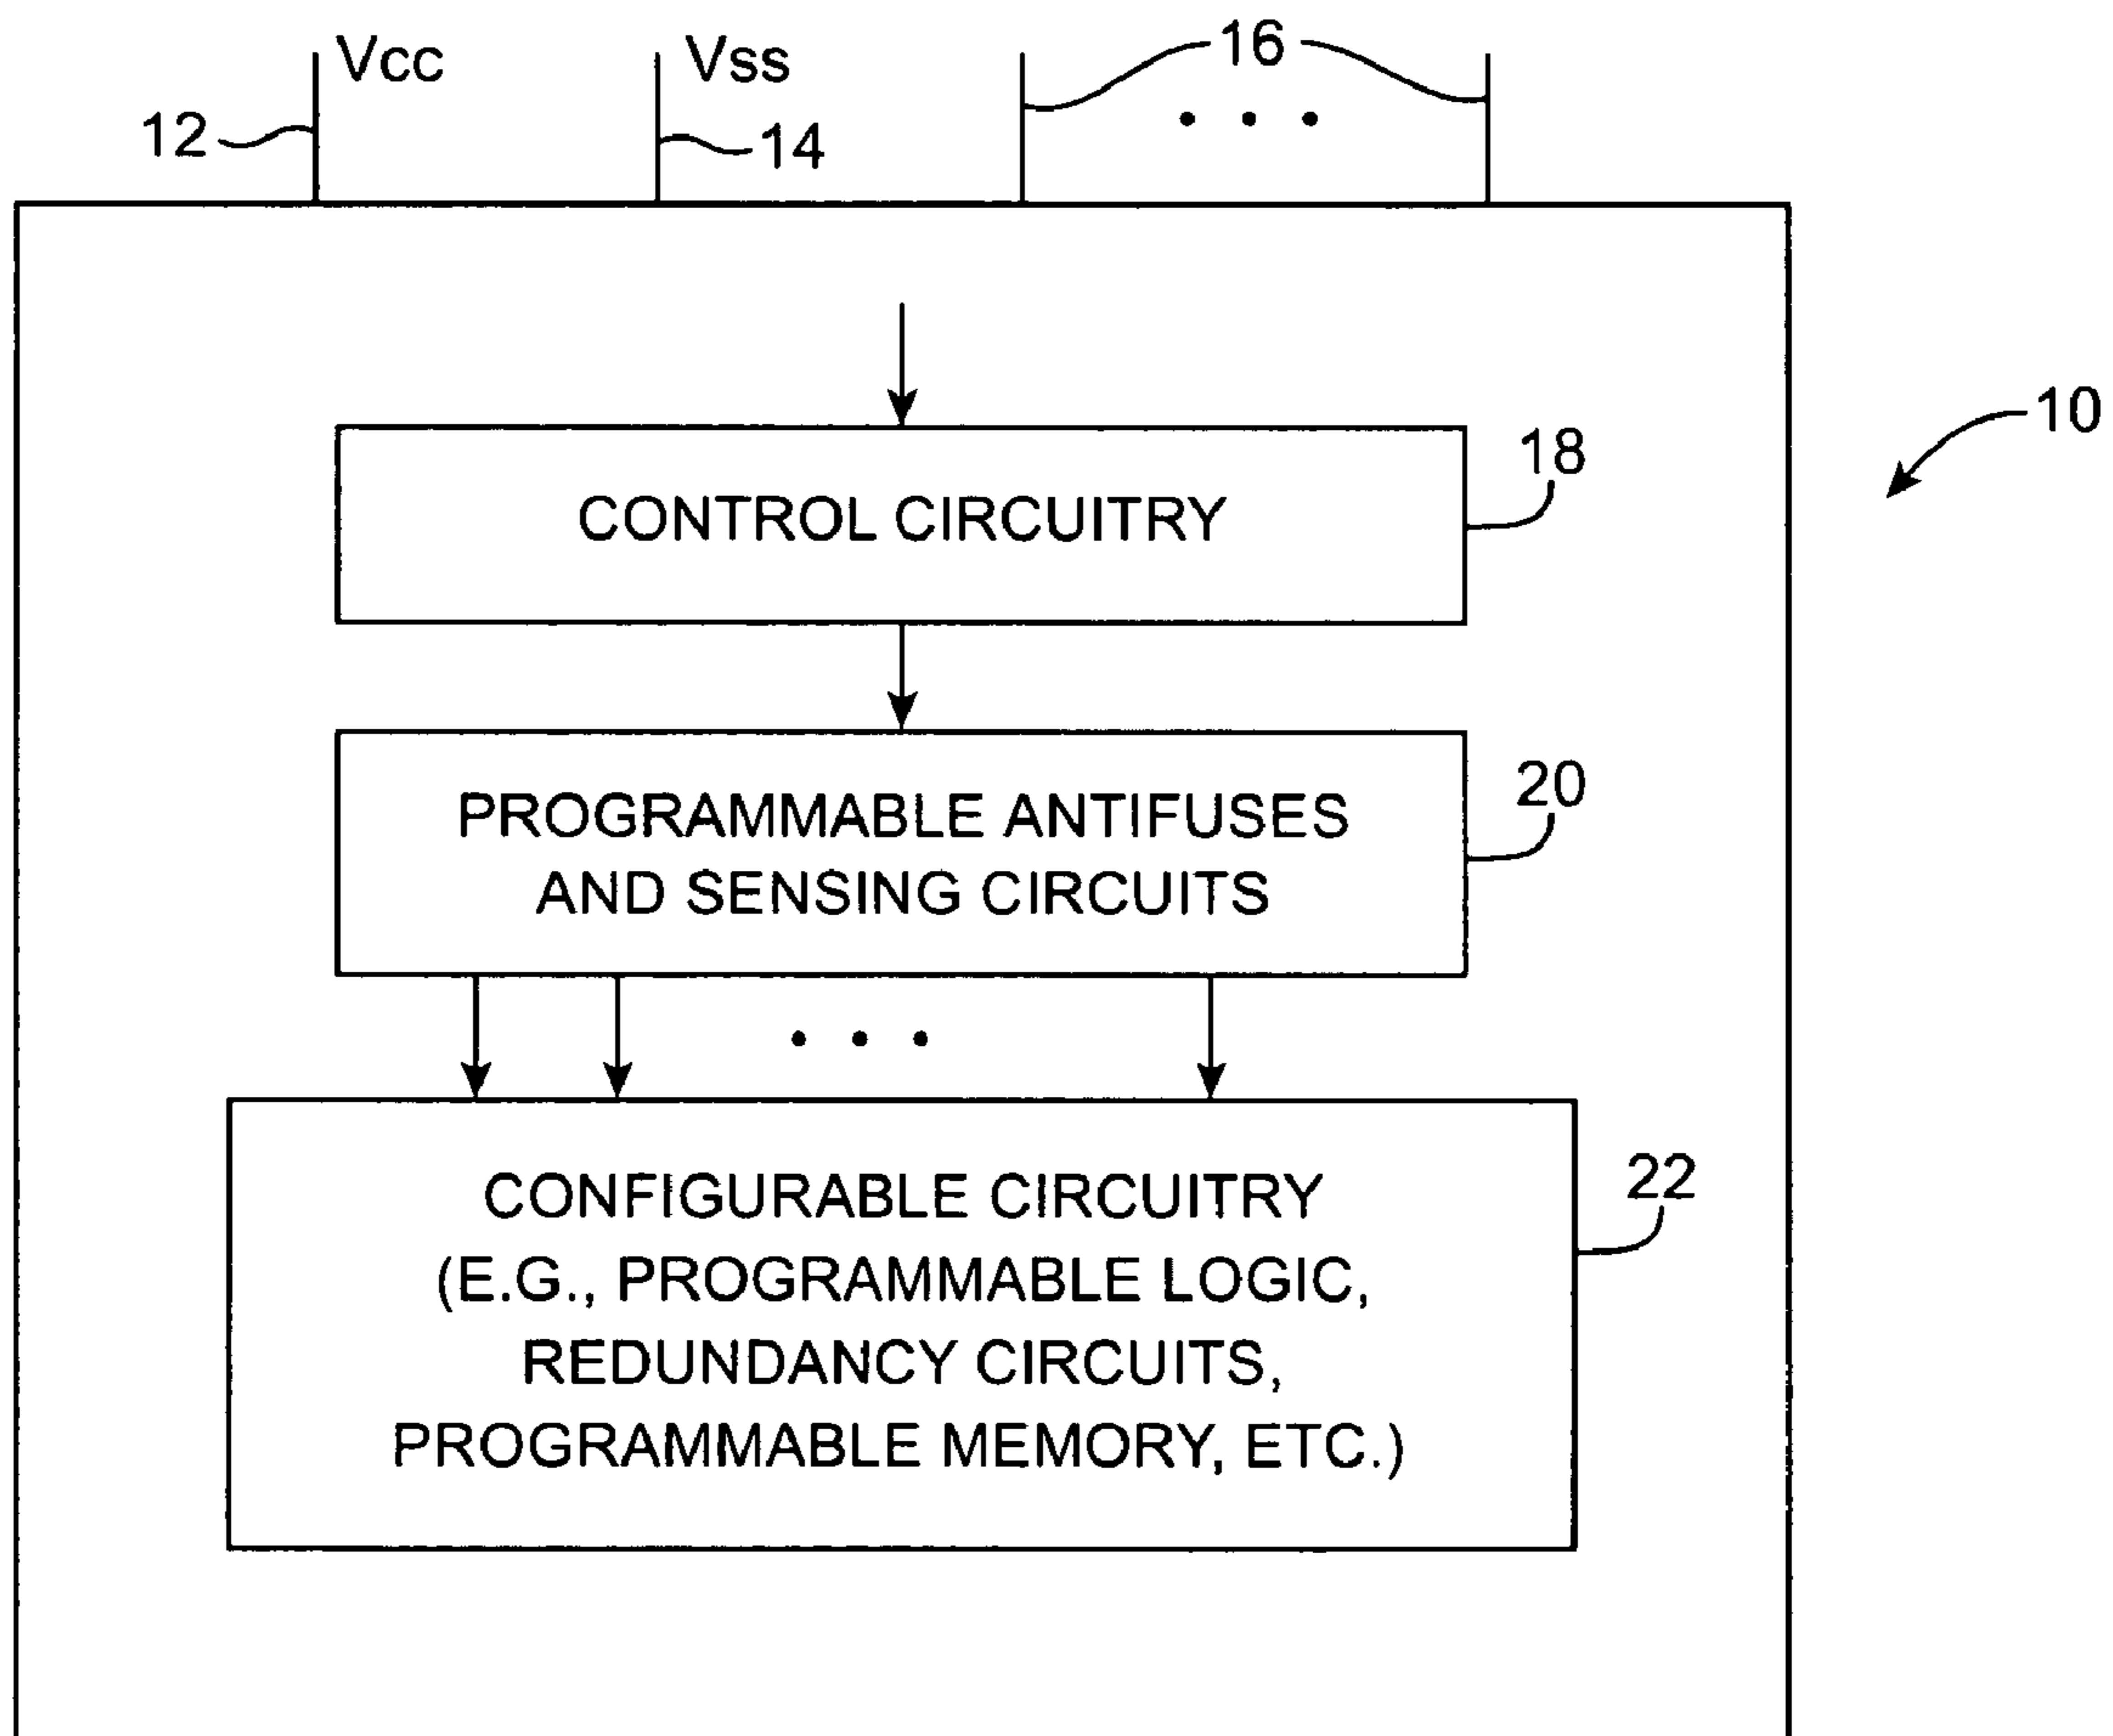 Vcc
Vss
16
12
14
10
18
CONTROL CIRCUITRY
20
PROGRAMMABLE ANTIFUSES
AND SENSING CIRCUITS
22
CONFIGURABLE CIRCUITRY
(E.G., PROGRAMMABLE LOGIC,
REDUNDANCY CIRCUITS,
PROGRAMMABLE MEMORY, ETC.)